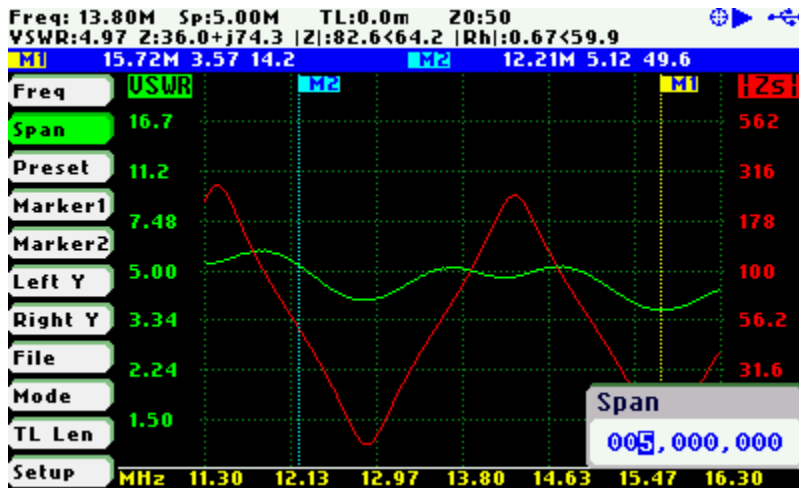 Freq: 13.80M Sp:5.00M TL:0.0m Z0:50
VSWR:4.97 Z:36.0+j74.3 |Z|:82.6<64.2 |Rh|:0.67<59.9
M1 15.72M 3.57 14.2 M2 12.21M 5.12 49.6
Freq
Span
Preset
Marker1
Marker2
Left Y
Right Y
File
Mode
TL Len
Setup
VSWR
16.7
11.2
7.48
5.00
3.34
2.24
1.50
M2
M1
|Zs|
562
316
178
100
56.2
31.6
Span
005,000,000
MHz 11.30 12.13 12.97 13.80 14.63 15.47 16.30